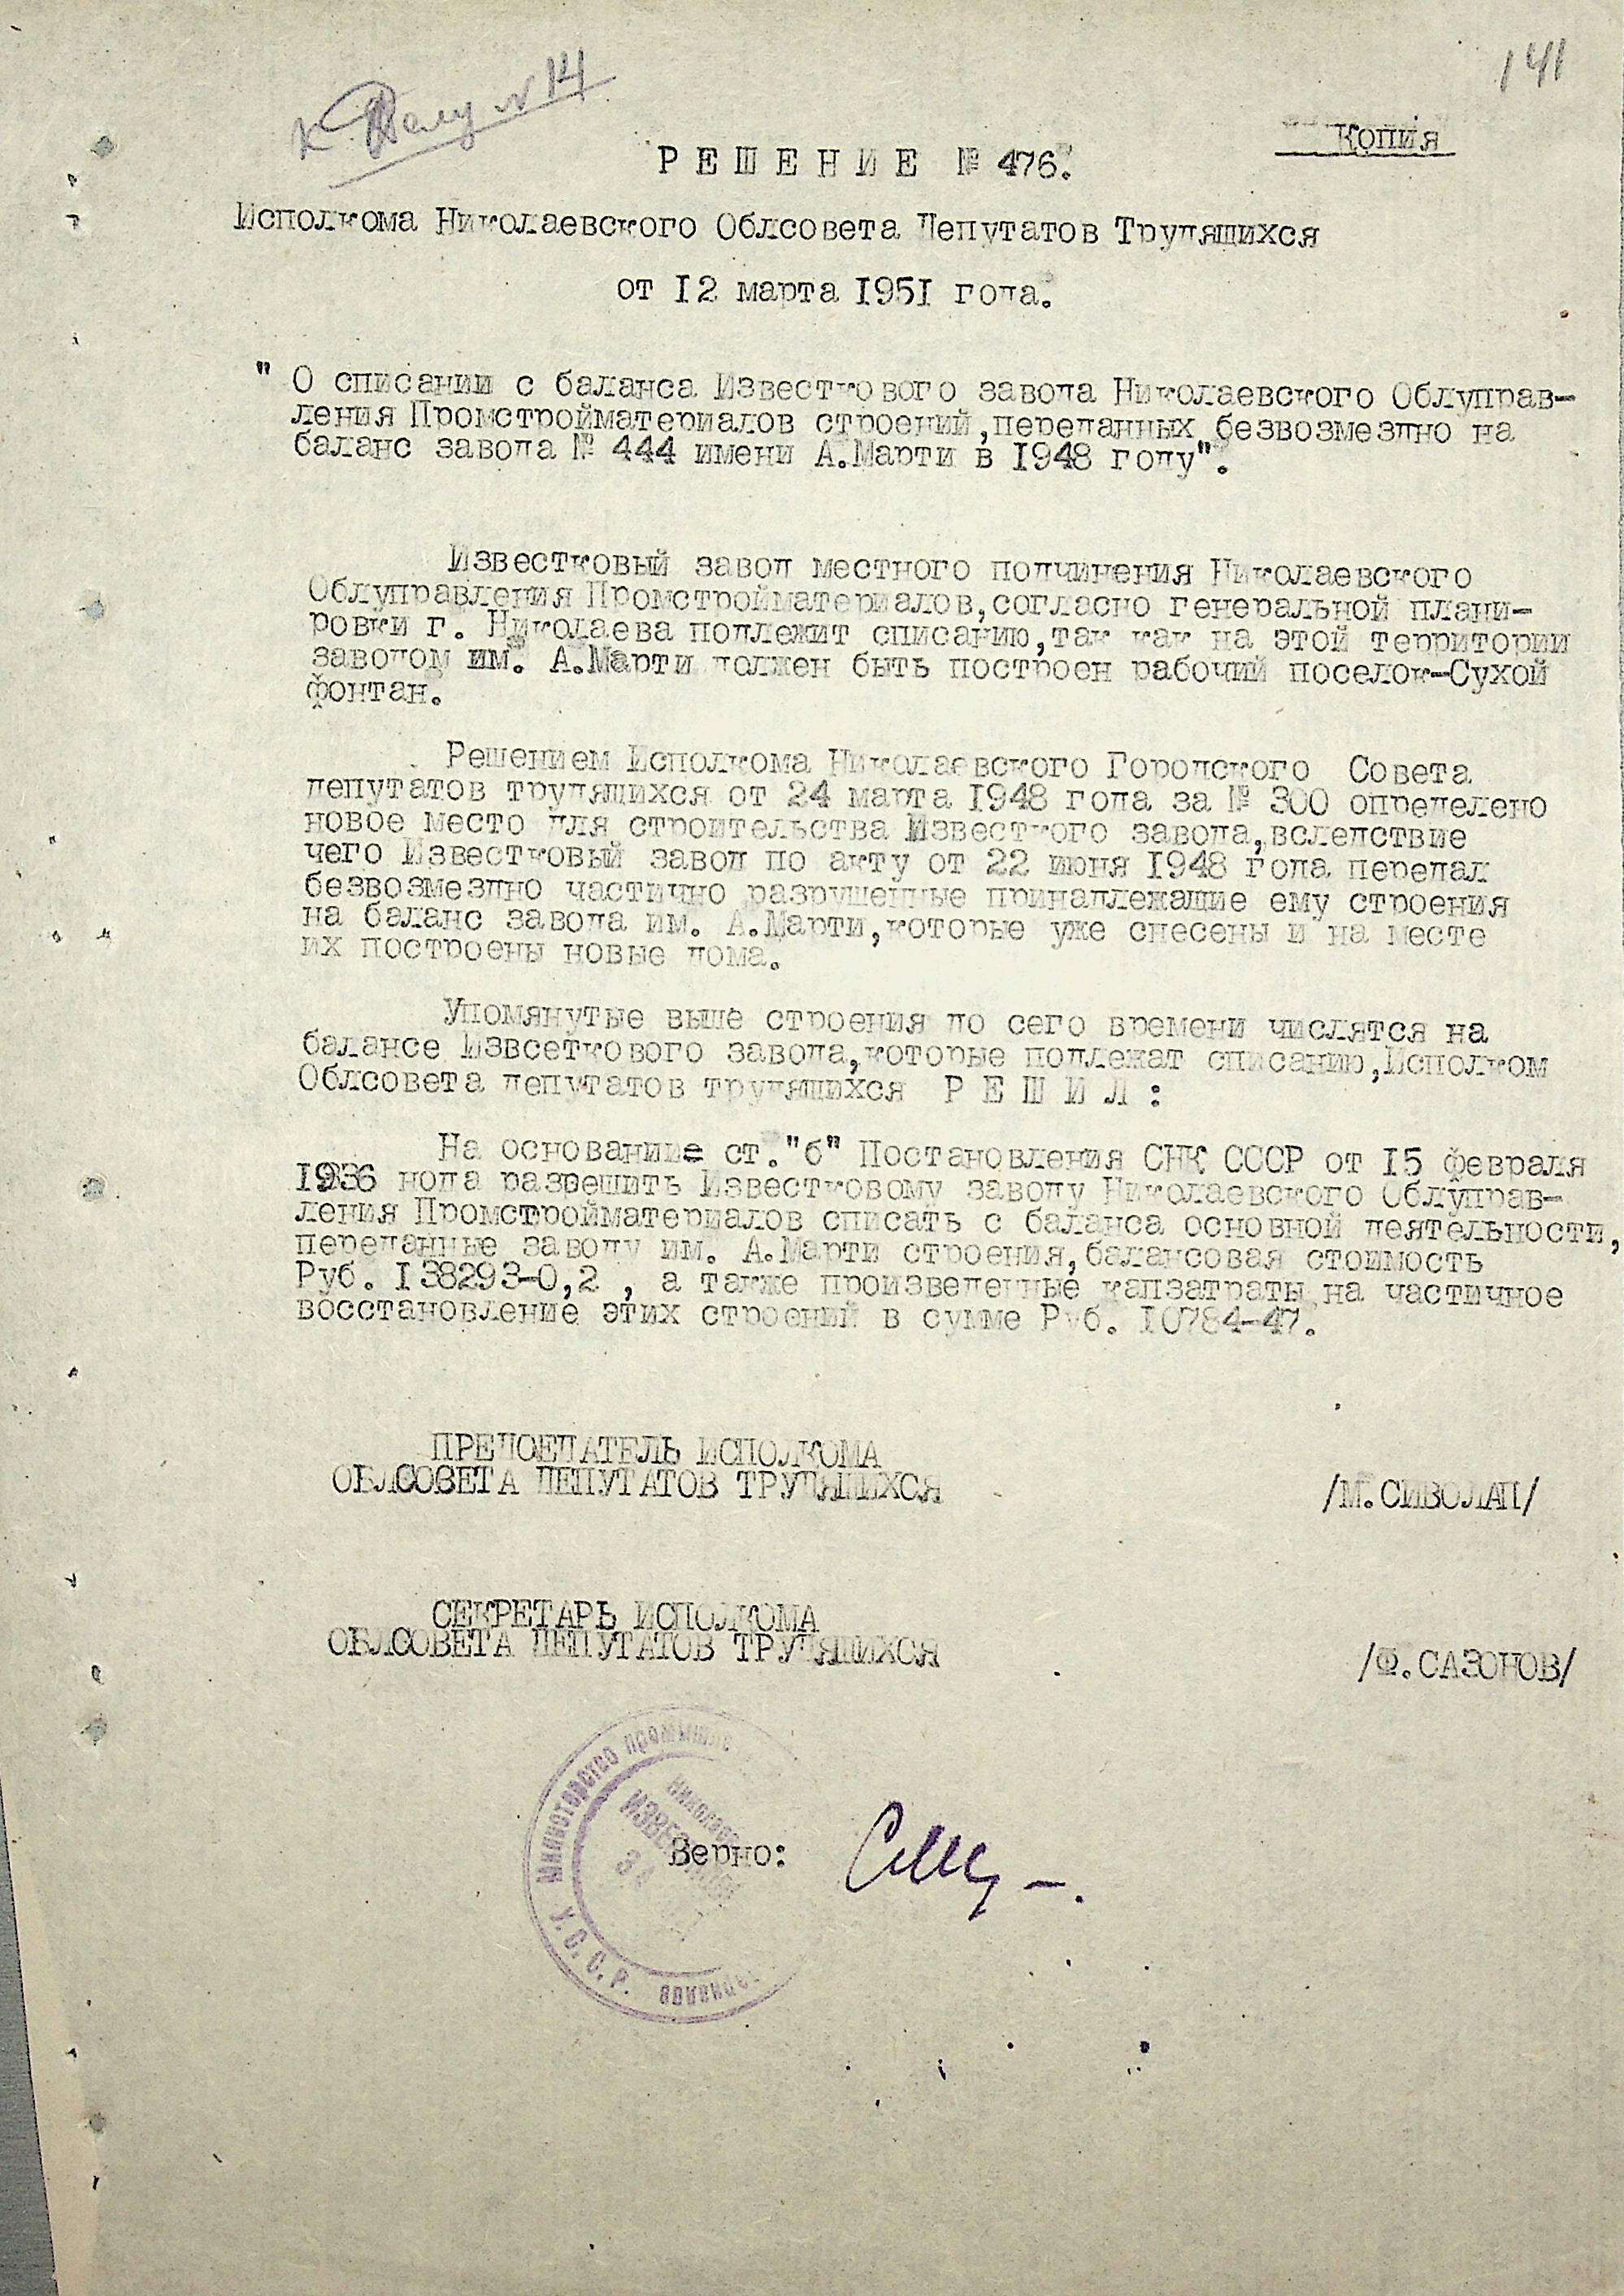 141
к Делу № 14
Копия
Р Е Ш Е Н И Е № 476.
Исполкома Николаевского Облсовета Депутатов Трудящихся
от 12 марта 1951 года.
" О списании с баланса Известкового завода Николаевского Облуправ-
ления Промстройматериалов строений,переданных безвозмездно на
баланс завода № 444 имени А.Марти в 1948 году".
Известковый завод местного подчинения Николаевского
Облуправления Промстройматериалов,согласно генеральной плани-
ровки г. Николаева подлежит списанию,так как на этой территории
заводом им. А.Марти должен быть построен рабочий поселок-Сухой
фонтан.
Решением Исполкома Николаевского Городского Совета
депутатов трудящихся от 24 марта 1948 года за № 300 определено
новое место для строительства Известкого завода,вследствие
чего Известковый завод по акту от 22 июня 1948 года передал
безвозмездно частично разрушенные принадлежащие ему строения
на баланс завода им. А.Марти,которые уже снесены и на месте
их построены новые дома.
Упомянутые выше строения до сего времени числятся на
балансе Извсеткового завода,которые подлежат списанию,Исполком
Облсовета депутатов трудящихся Р Е Ш И Л :
На основание ст."б" Постановления СНК СССР от 15 февраля
1936 нода разрешить Известковому заводу Николаевского Облуправ-
ления Промстройматериалов списать с баланса основной деятельности,
переданные заводу им. А.Марти строения,балансовая стоимость
Руб. 138293-0,2 , а также произведенные капзатраты на частичное
восстановление этих строений в сумме Руб. 10784-47.
ПРЕДСЕДАТЕЛЬ ИСПОЛКОМА
ОБЛСОВЕТА ДЕПУТАТОВ ТРУДЯЩИХСЯ /М.СИВОЛАП/
СЕКРЕТАРЬ ИСПОЛКОМА
ОБЛСОВЕТА ДЕПУТАТОВ ТРУДЯЩИХСЯ /Ф.САЗОНОВ/
Верно:
Министерство
У.С.С.Р.